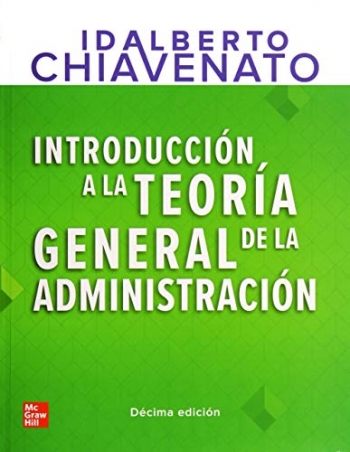 IDALBERTO
CHIAVENATO
INTRODUCCIÓN
A LA TEORÍA
GENERAL DE LA
ADMINISTRACIÓN
Mc
Graw
Hill
Décima edición